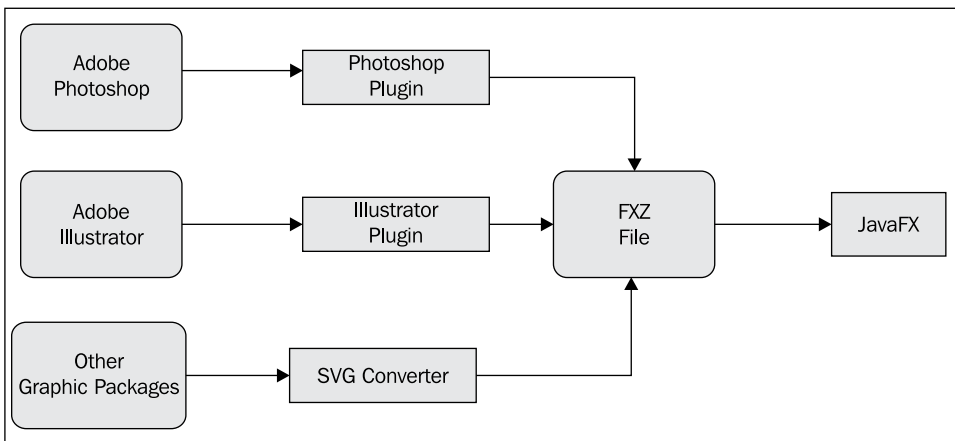 Adobe
Photoshop
Photoshop
Plugin
Adobe
Illustrator
Illustrator
Plugin
FXZ
File
JavaFX
Other
Graphic Packages
SVG Converter